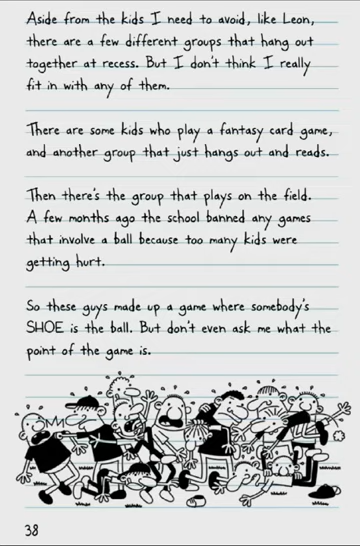 Aside from the kids I need to avoid, like Leon,
there are a few different groups that hang out
together at recess. But I don't think I really
fit in with any of them.
There are some kids who play a fantasy card game,
and another group that just hangs out and reads.
Then there's the group that plays on the field.
A few months ago the school banned any games
that involve a ball because too many kids were
getting hurt.
So these guys made up a game where somebody's
SHOE is the ball. But don't even ask me what the
point of the game is.
38